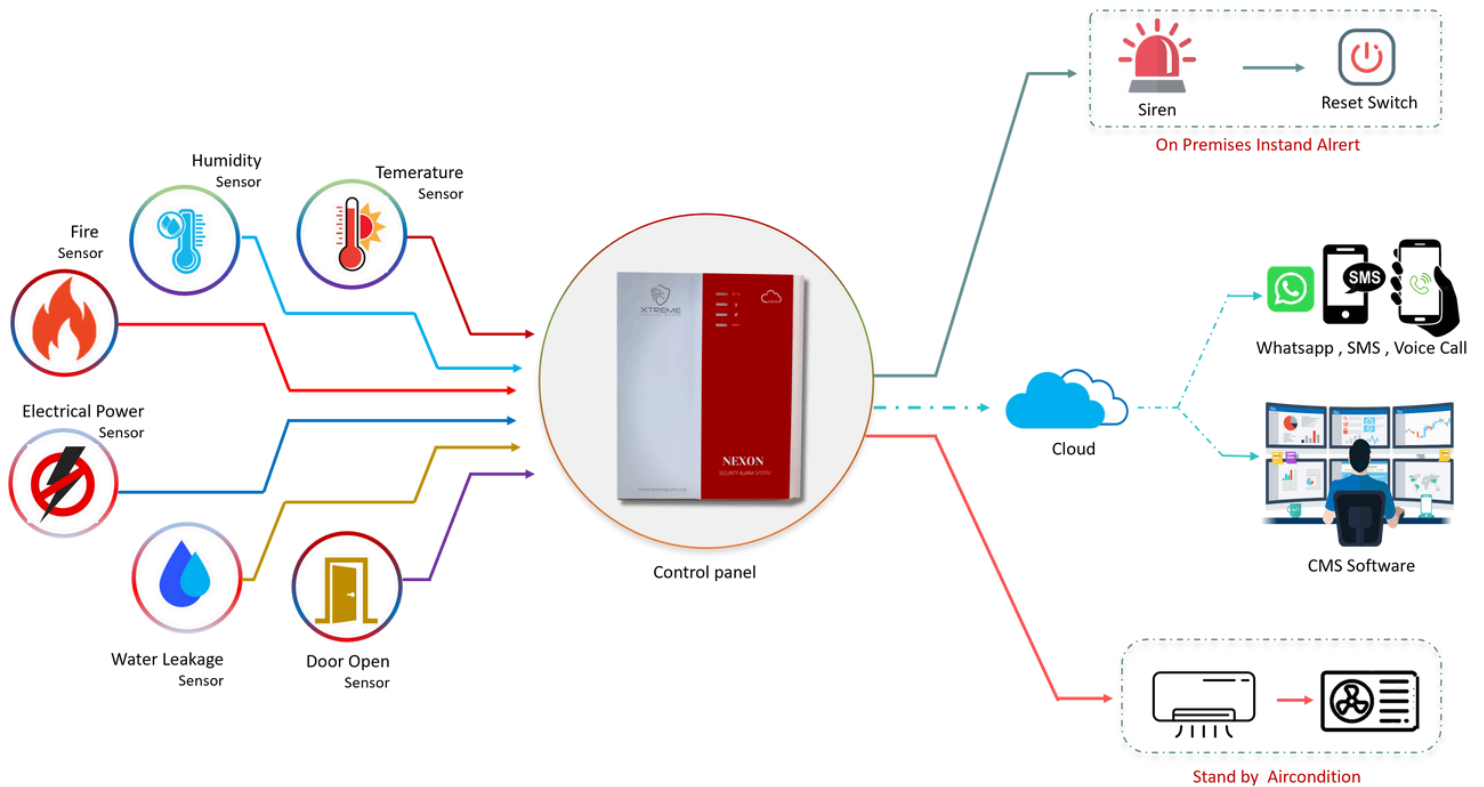 Siren
Reset Switch
On Premises Instand Alrert
Humidity
Sensor
Temerature
Sensor
Fire
Sensor
XTREME
SMS
Whatsapp , SMS , Voice Call
Electrical Power
Sensor
Cloud
NEXON
SECURITY ALARM SYSTEM
Control panel
CMS Software
Water Leakage
Sensor
Door Open
Sensor
Stand by Aircondition